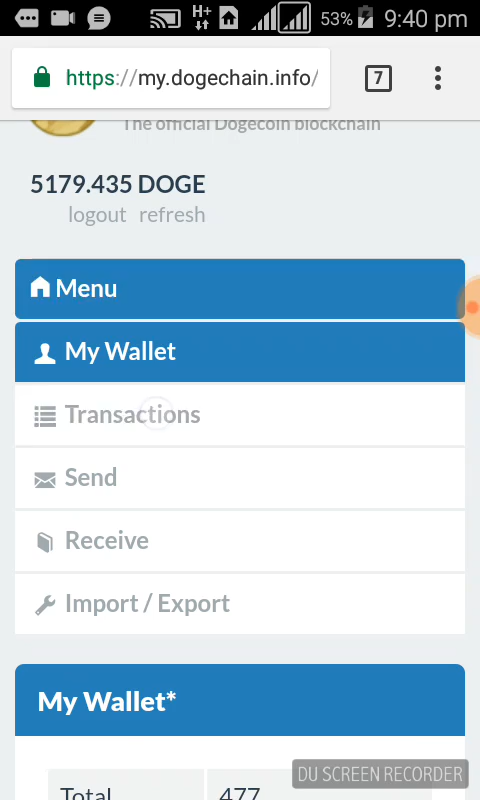 H+ 53% 9:40 pm
https://my.dogechain.info/ 7
The official Dogecoin blockchain
5179.435 DOGE
logout refresh
Menu
My Wallet
Transactions
Send
Receive
Import / Export
My Wallet*
Total 477
DU SCREEN RECORDER